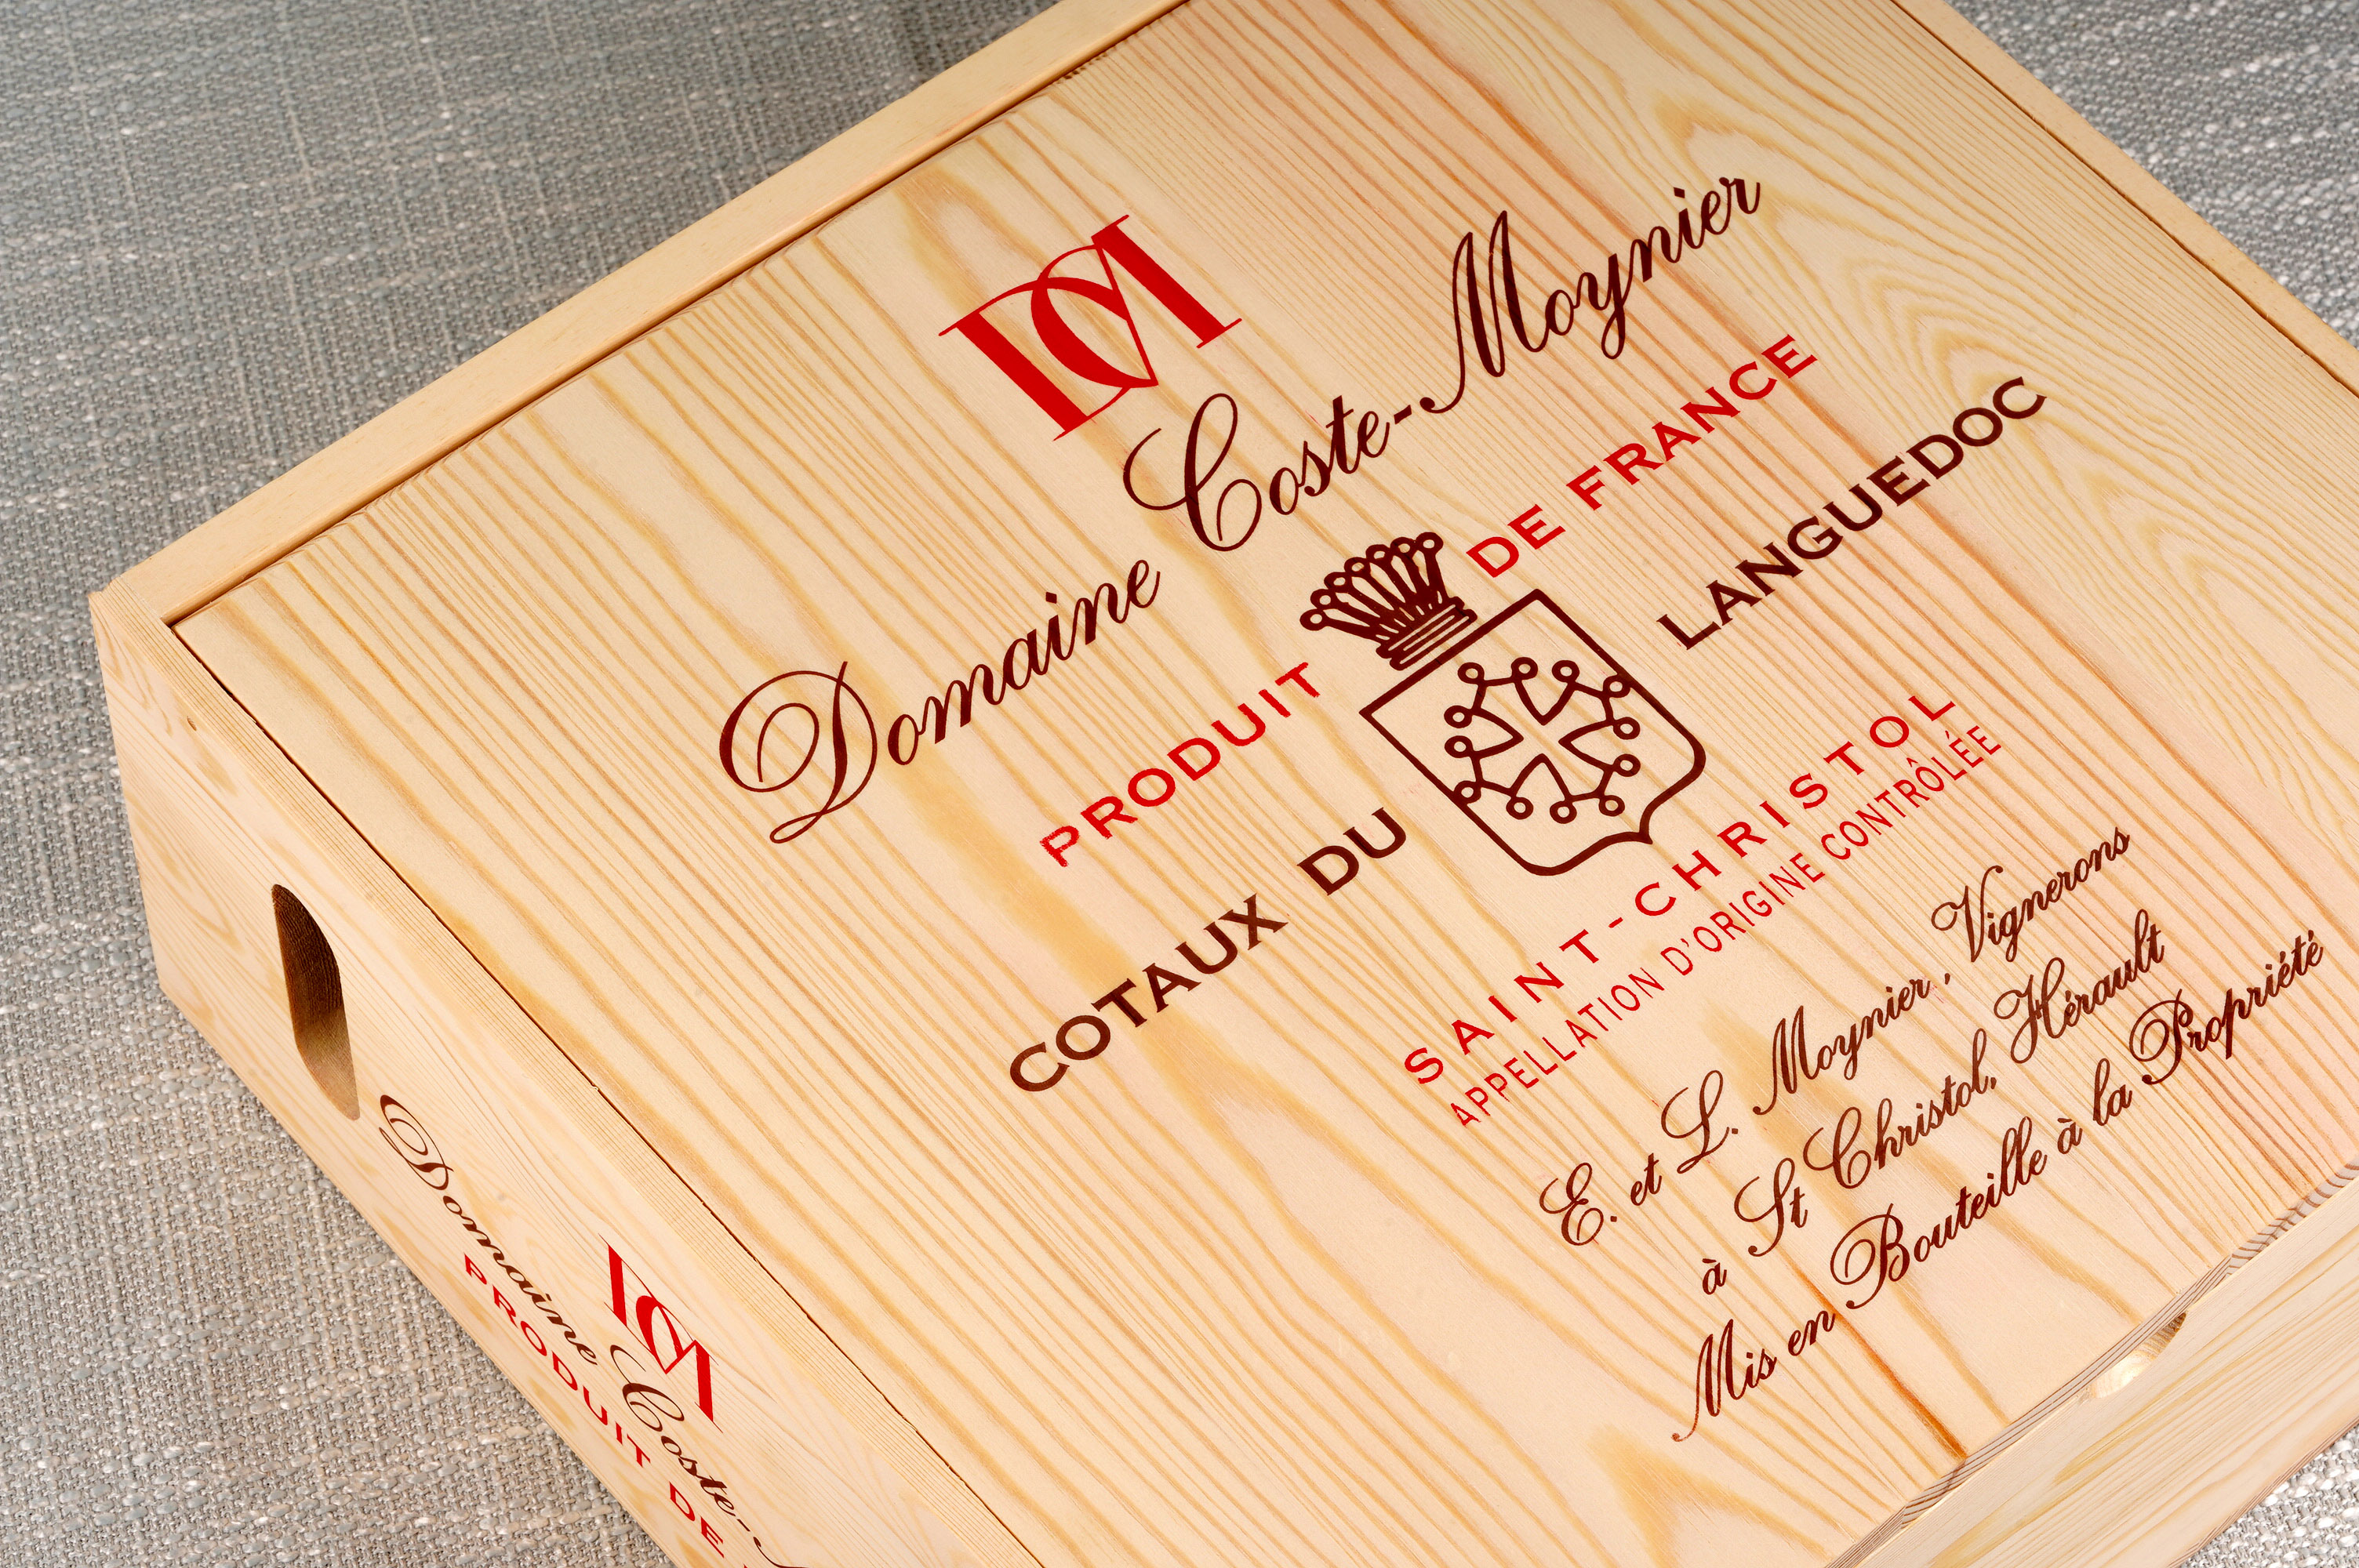 DCM
Domaine Coste-Moynier
PRODUIT DE FRANCE
COTAUX DU LANGUEDOC
SAINT-CHRISTOL
APPELLATION D'ORIGINE CONTRÔLÉE
E. et L. Moynier, Vignerons
à St Christol, Hérault
Mis en Bouteille à la Propriété
DCM
Domaine Coste-
PRODUIT DE